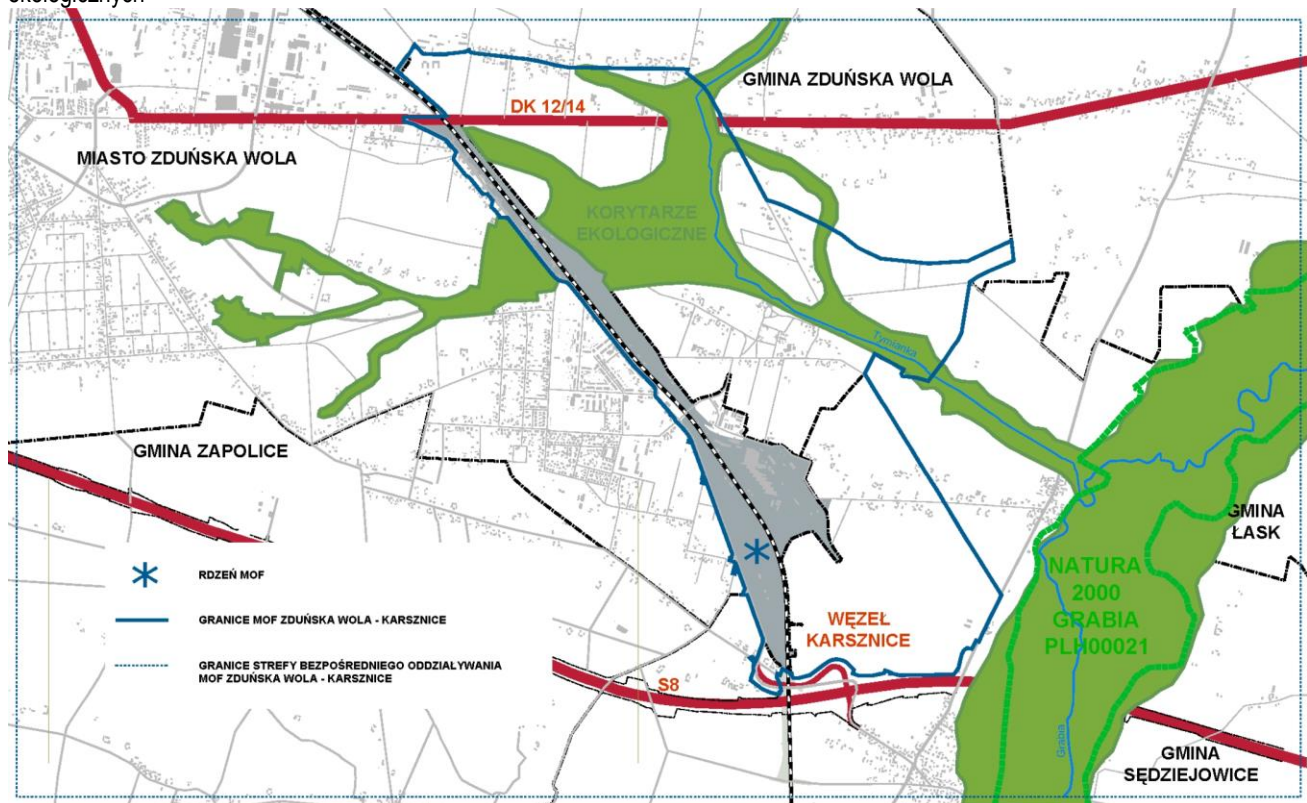 ekologicznych
GMINA ZDUŃSKA WOLA
DK 12/14
MIASTO ZDUŃSKA WOLA
KORYTARZE
EKOLOGICZNE
Tymianka
GMINA ZAPOLICE
GMINA
ŁASK
NATURA
2000
GRABIA
PLH00021
RDZEŃ MOF
GRANICE MOF ZDUŃSKA WOLA - KARSZNICE
GRANICE STREFY BEZPOŚREDNIEGO ODDZIAŁYWANIA
MOF ZDUŃSKA WOLA - KARSZNICE
WĘZEŁ
KARSZNICE
S8
Grabia
GMINA
SĘDZIEJOWICE